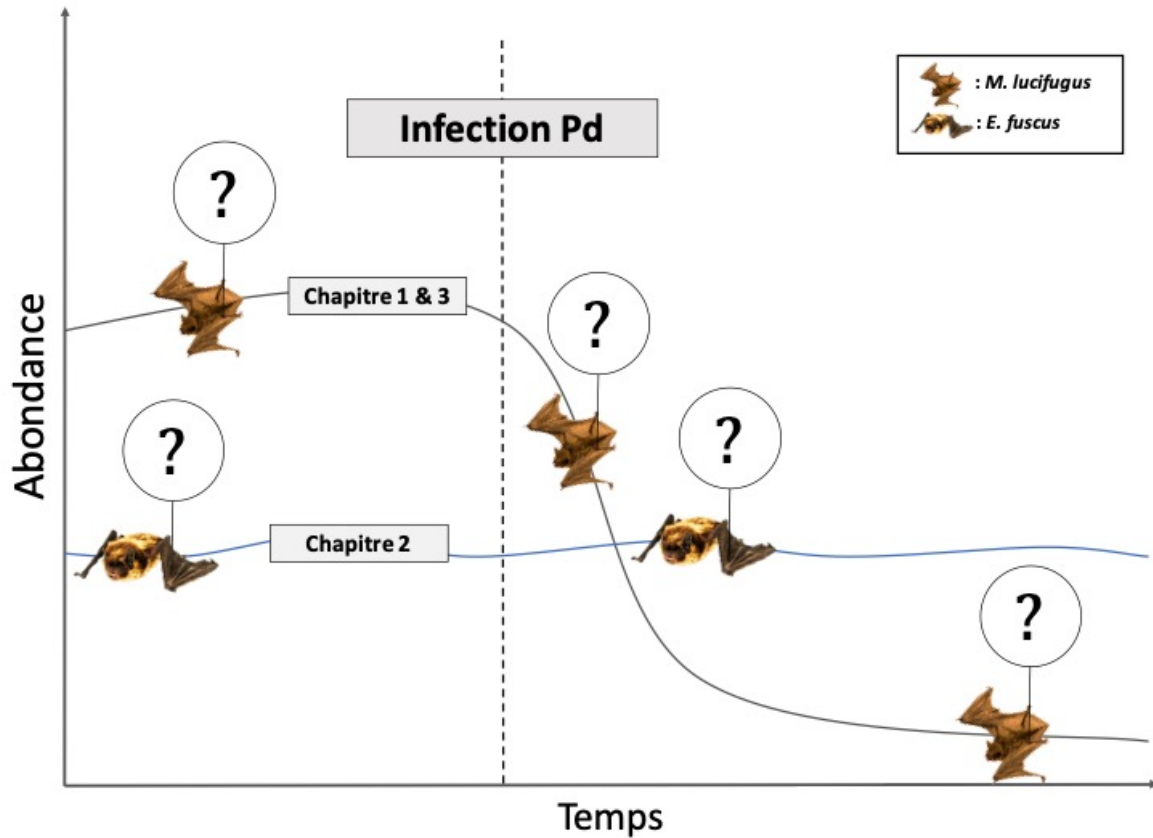 Infection Pd
: M. lucifugus
: E. fuscus
?
?
Chapitre 1 & 3
?
?
Chapitre 2
?
Abondance
Temps